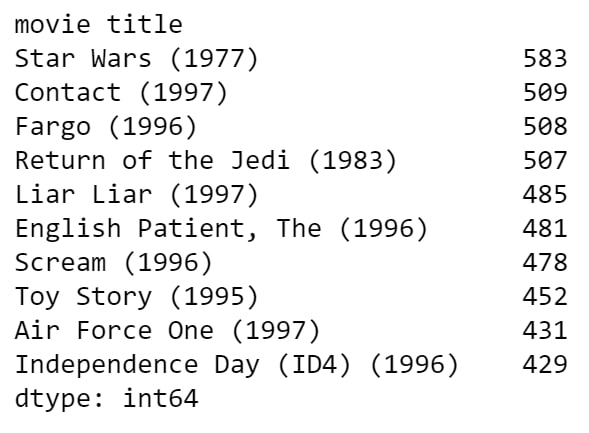 movie title
Star Wars (1977) 583
Contact (1997) 509
Fargo (1996) 508
Return of the Jedi (1983) 507
Liar Liar (1997) 485
English Patient, The (1996) 481
Scream (1996) 478
Toy Story (1995) 452
Air Force One (1997) 431
Independence Day (ID4) (1996) 429
dtype: int64